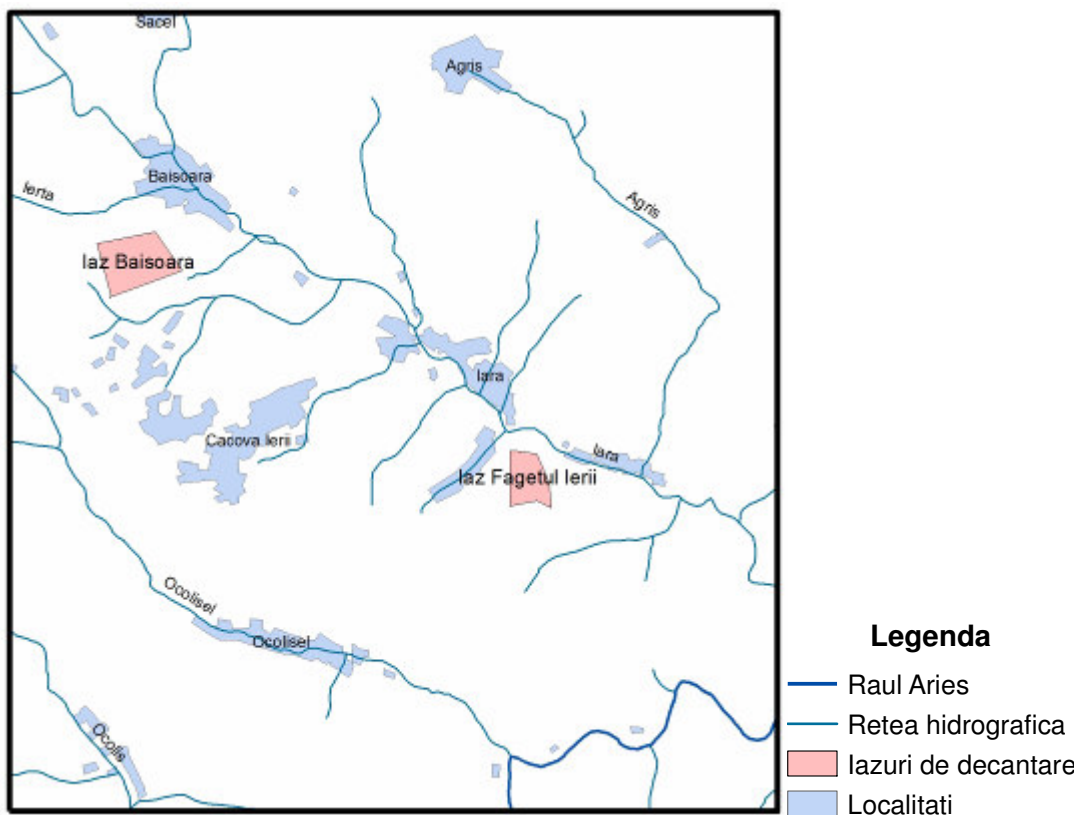 Sacel
Agris
Baisoara
Ierta
Agris
Iaz Baisoara
Iara
Cacova Ierii
Iara
Iaz Fagetul Ierii
Ocolisel
Ocolisel
Ocolis
Legenda
Raul Aries
Retea hidrografica
Iazuri de decantare
Localitati